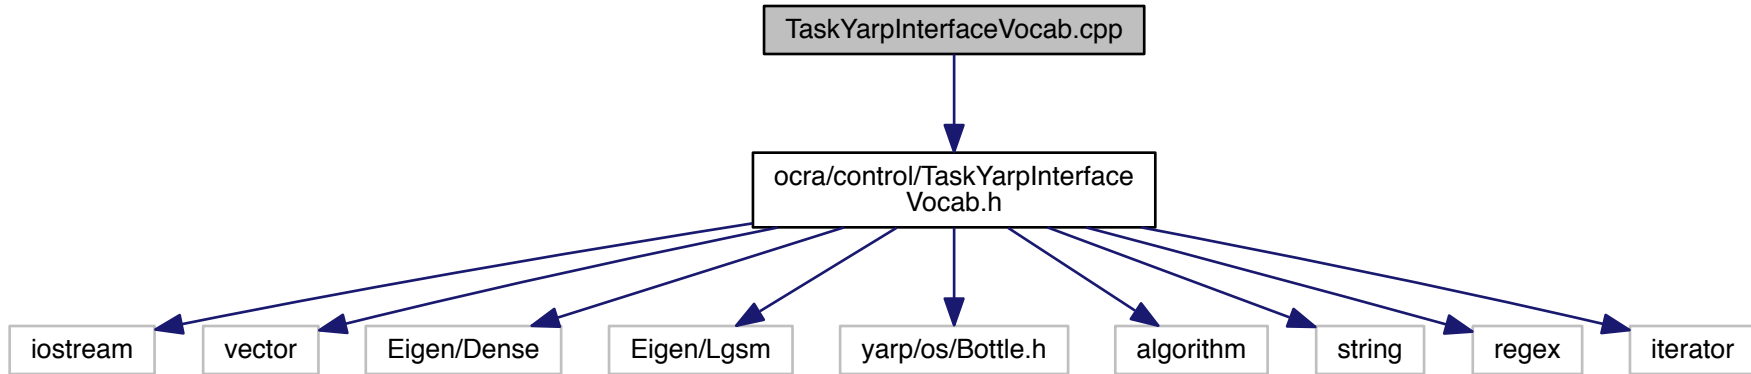 TaskYarpInterfaceVocab.cpp
ocra/control/TaskYarpInterface
Vocab.h
iostream
vector
Eigen/Dense
Eigen/Lgsm
yarp/os/Bottle.h
algorithm
string
regex
iterator